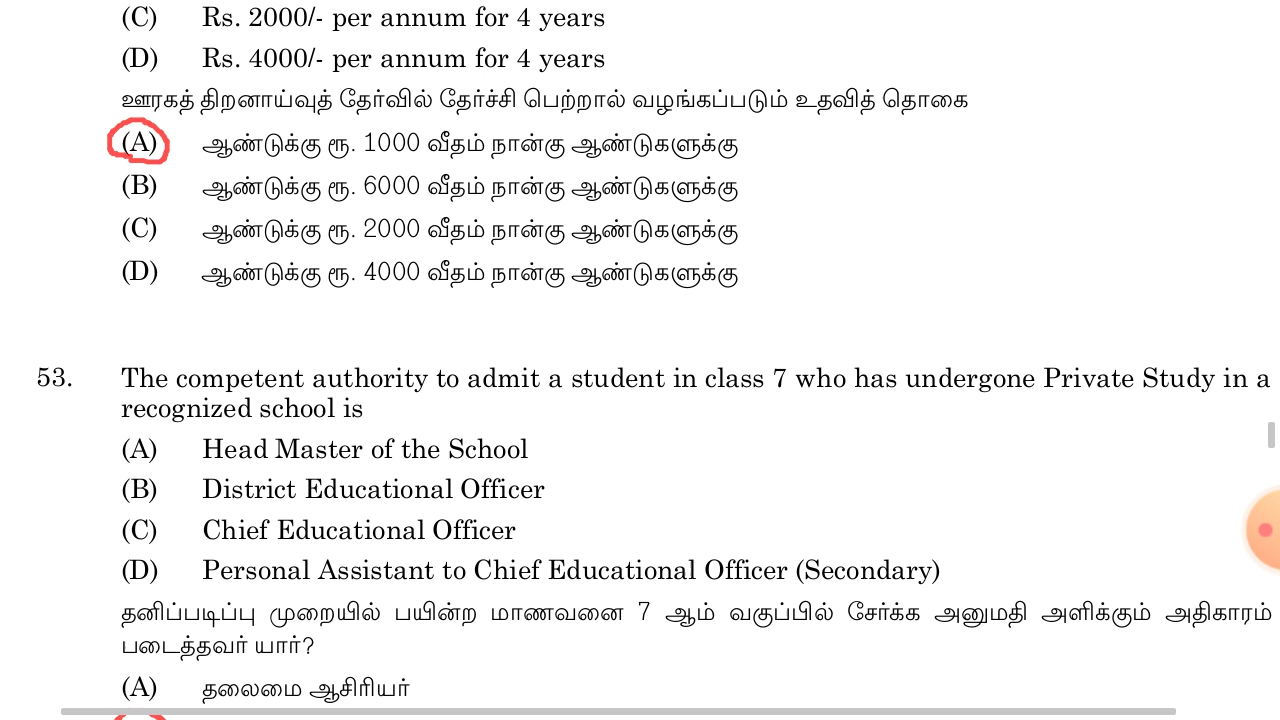 (C) Rs. 2000/- per annum for 4 years
(D) Rs. 4000/- per annum for 4 years
ஊரகத் திறனாய்வுத் தேர்வில் தேர்ச்சி பெற்றால் வழங்கப்படும் உதவித் தொகை
(A) ஆண்டுக்கு ரூ. 1000 வீதம் நான்கு ஆண்டுகளுக்கு
(B) ஆண்டுக்கு ரூ. 6000 வீதம் நான்கு ஆண்டுகளுக்கு
(C) ஆண்டுக்கு ரூ. 2000 வீதம் நான்கு ஆண்டுகளுக்கு
(D) ஆண்டுக்கு ரூ. 4000 வீதம் நான்கு ஆண்டுகளுக்கு
53. The competent authority to admit a student in class 7 who has undergone Private Study in a
recognized school is
(A) Head Master of the School
(B) District Educational Officer
(C) Chief Educational Officer
(D) Personal Assistant to Chief Educational Officer (Secondary)
தனிப்படிப்பு முறையில் பயின்ற மாணவனை 7 ஆம் வகுப்பில் சேர்க்க அனுமதி அளிக்கும் அதிகாரம்
படைத்தவர் யார்?
(A) தலைமை ஆசிரியர்